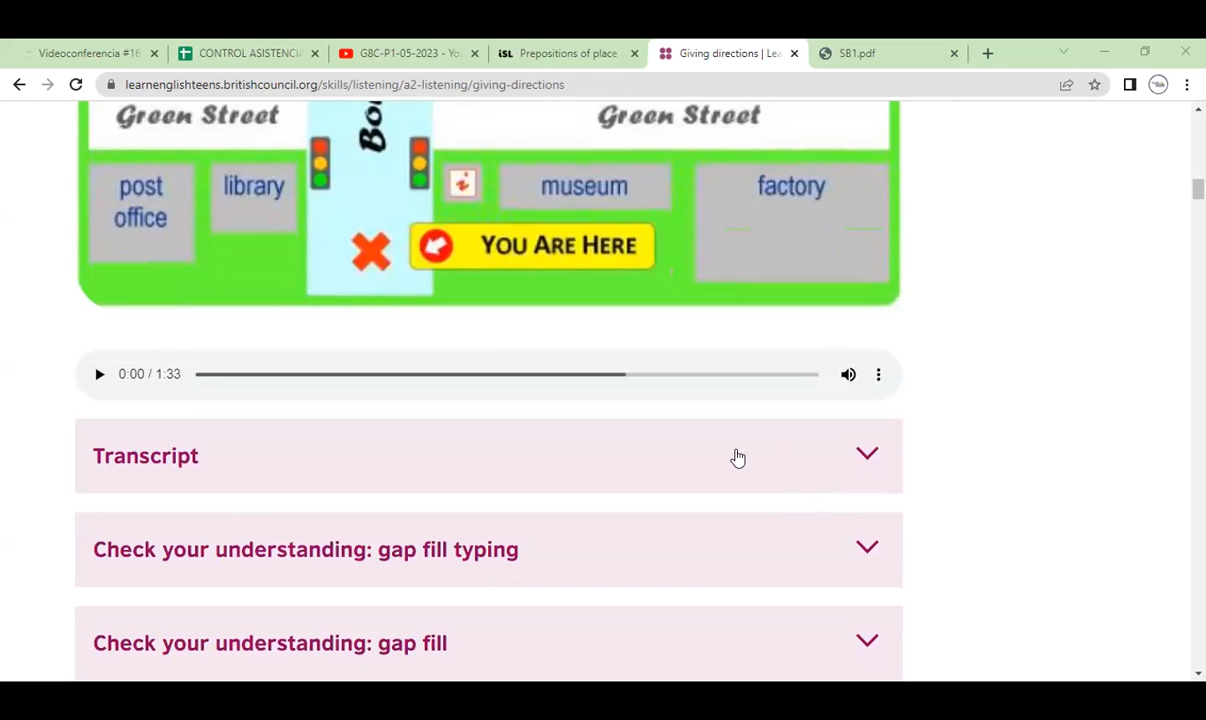 Videoconferencia #16
CONTROL ASISTENCIA
G8C-P1-05-2023 - Yo
iSL Prepositions of place
Giving directions | Lea
SB1.pdf
learnenglishteens.britishcouncil.org/skills/listening/a2-listening/giving-directions
Green Street
Green Street
post
office
library
i
museum
factory
YOU ARE HERE
0:00 / 1:33
Transcript
Check your understanding: gap fill typing
Check your understanding: gap fill